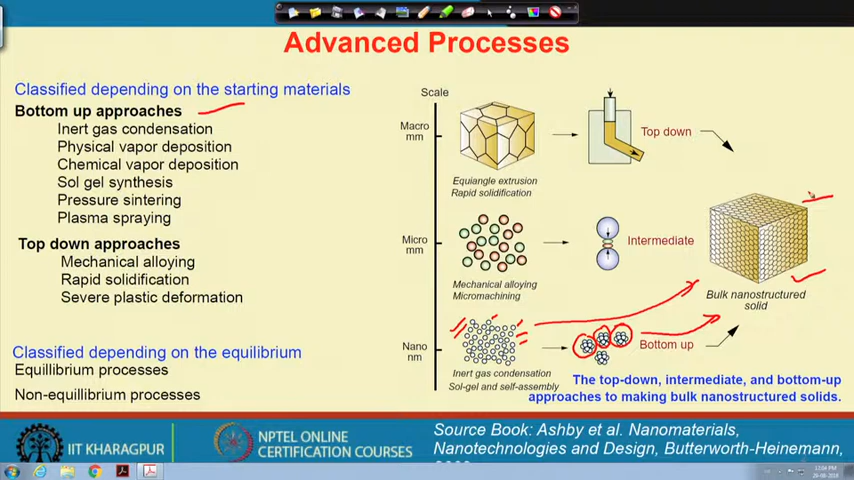 Advanced Processes
Classified depending on the starting materials
Bottom up approaches
Inert gas condensation
Physical vapor deposition
Chemical vapor deposition
Sol gel synthesis
Pressure sintering
Plasma spraying
Top down approaches
Mechanical alloying
Rapid solidification
Severe plastic deformation
Classified depending on the equilibrium
Equillibrium processes
Non-equillibrium processes
Scale
Macro
mm
Equiangle extrusion
Rapid solidification
Top down
Micro
mm
Mechanical alloying
Micromachining
Intermediate
Nano
nm
Inert gas condensation
Sol-gel and self-assembly
Bottom up
Bulk nanostructured
solid
The top-down, intermediate, and bottom-up
approaches to making bulk nanostructured solids.
IIT KHARAGPUR
NPTEL ONLINE
CERTIFICATION COURSES
Source Book: Ashby et al. Nanomaterials,
Nanotechnologies and Design, Butterworth-Heinemann,